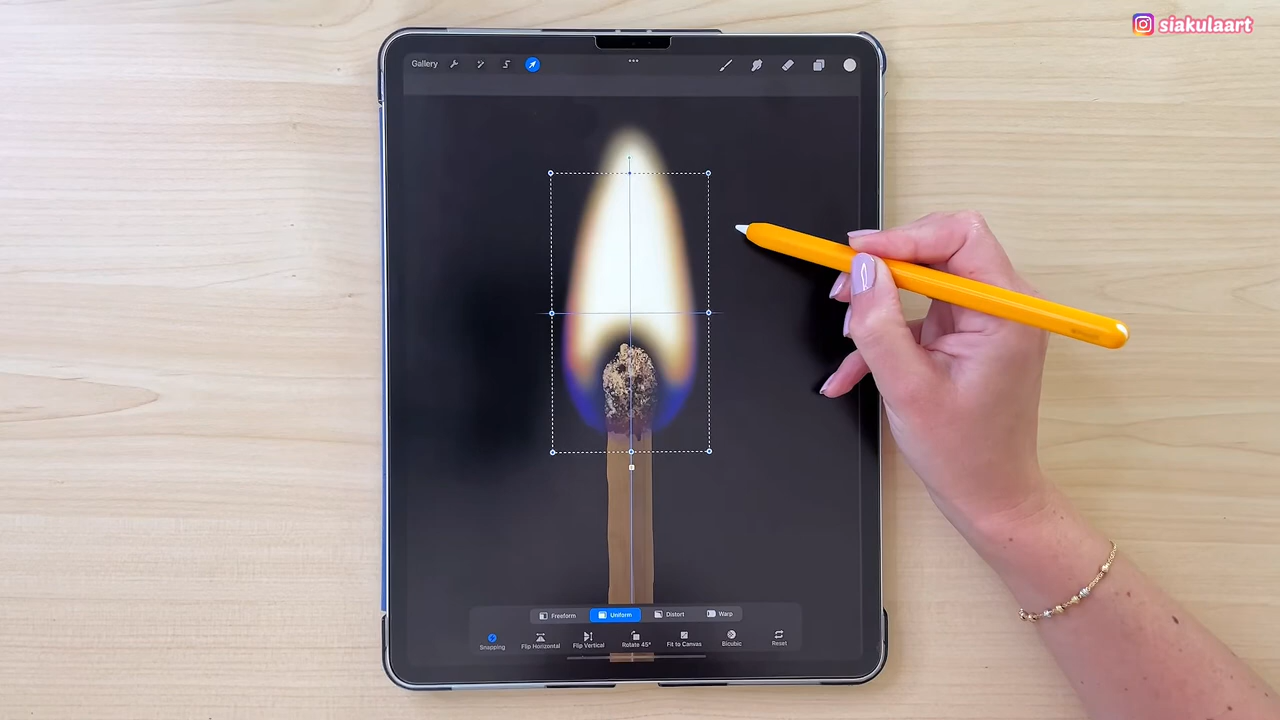 siakulaart
Gallery
Freeform
Uniform
Distort
Warp
Snapping
Flip Horizontal
Flip Vertical
Rotate 45°
Fit to Canvas
Bicubic
Reset